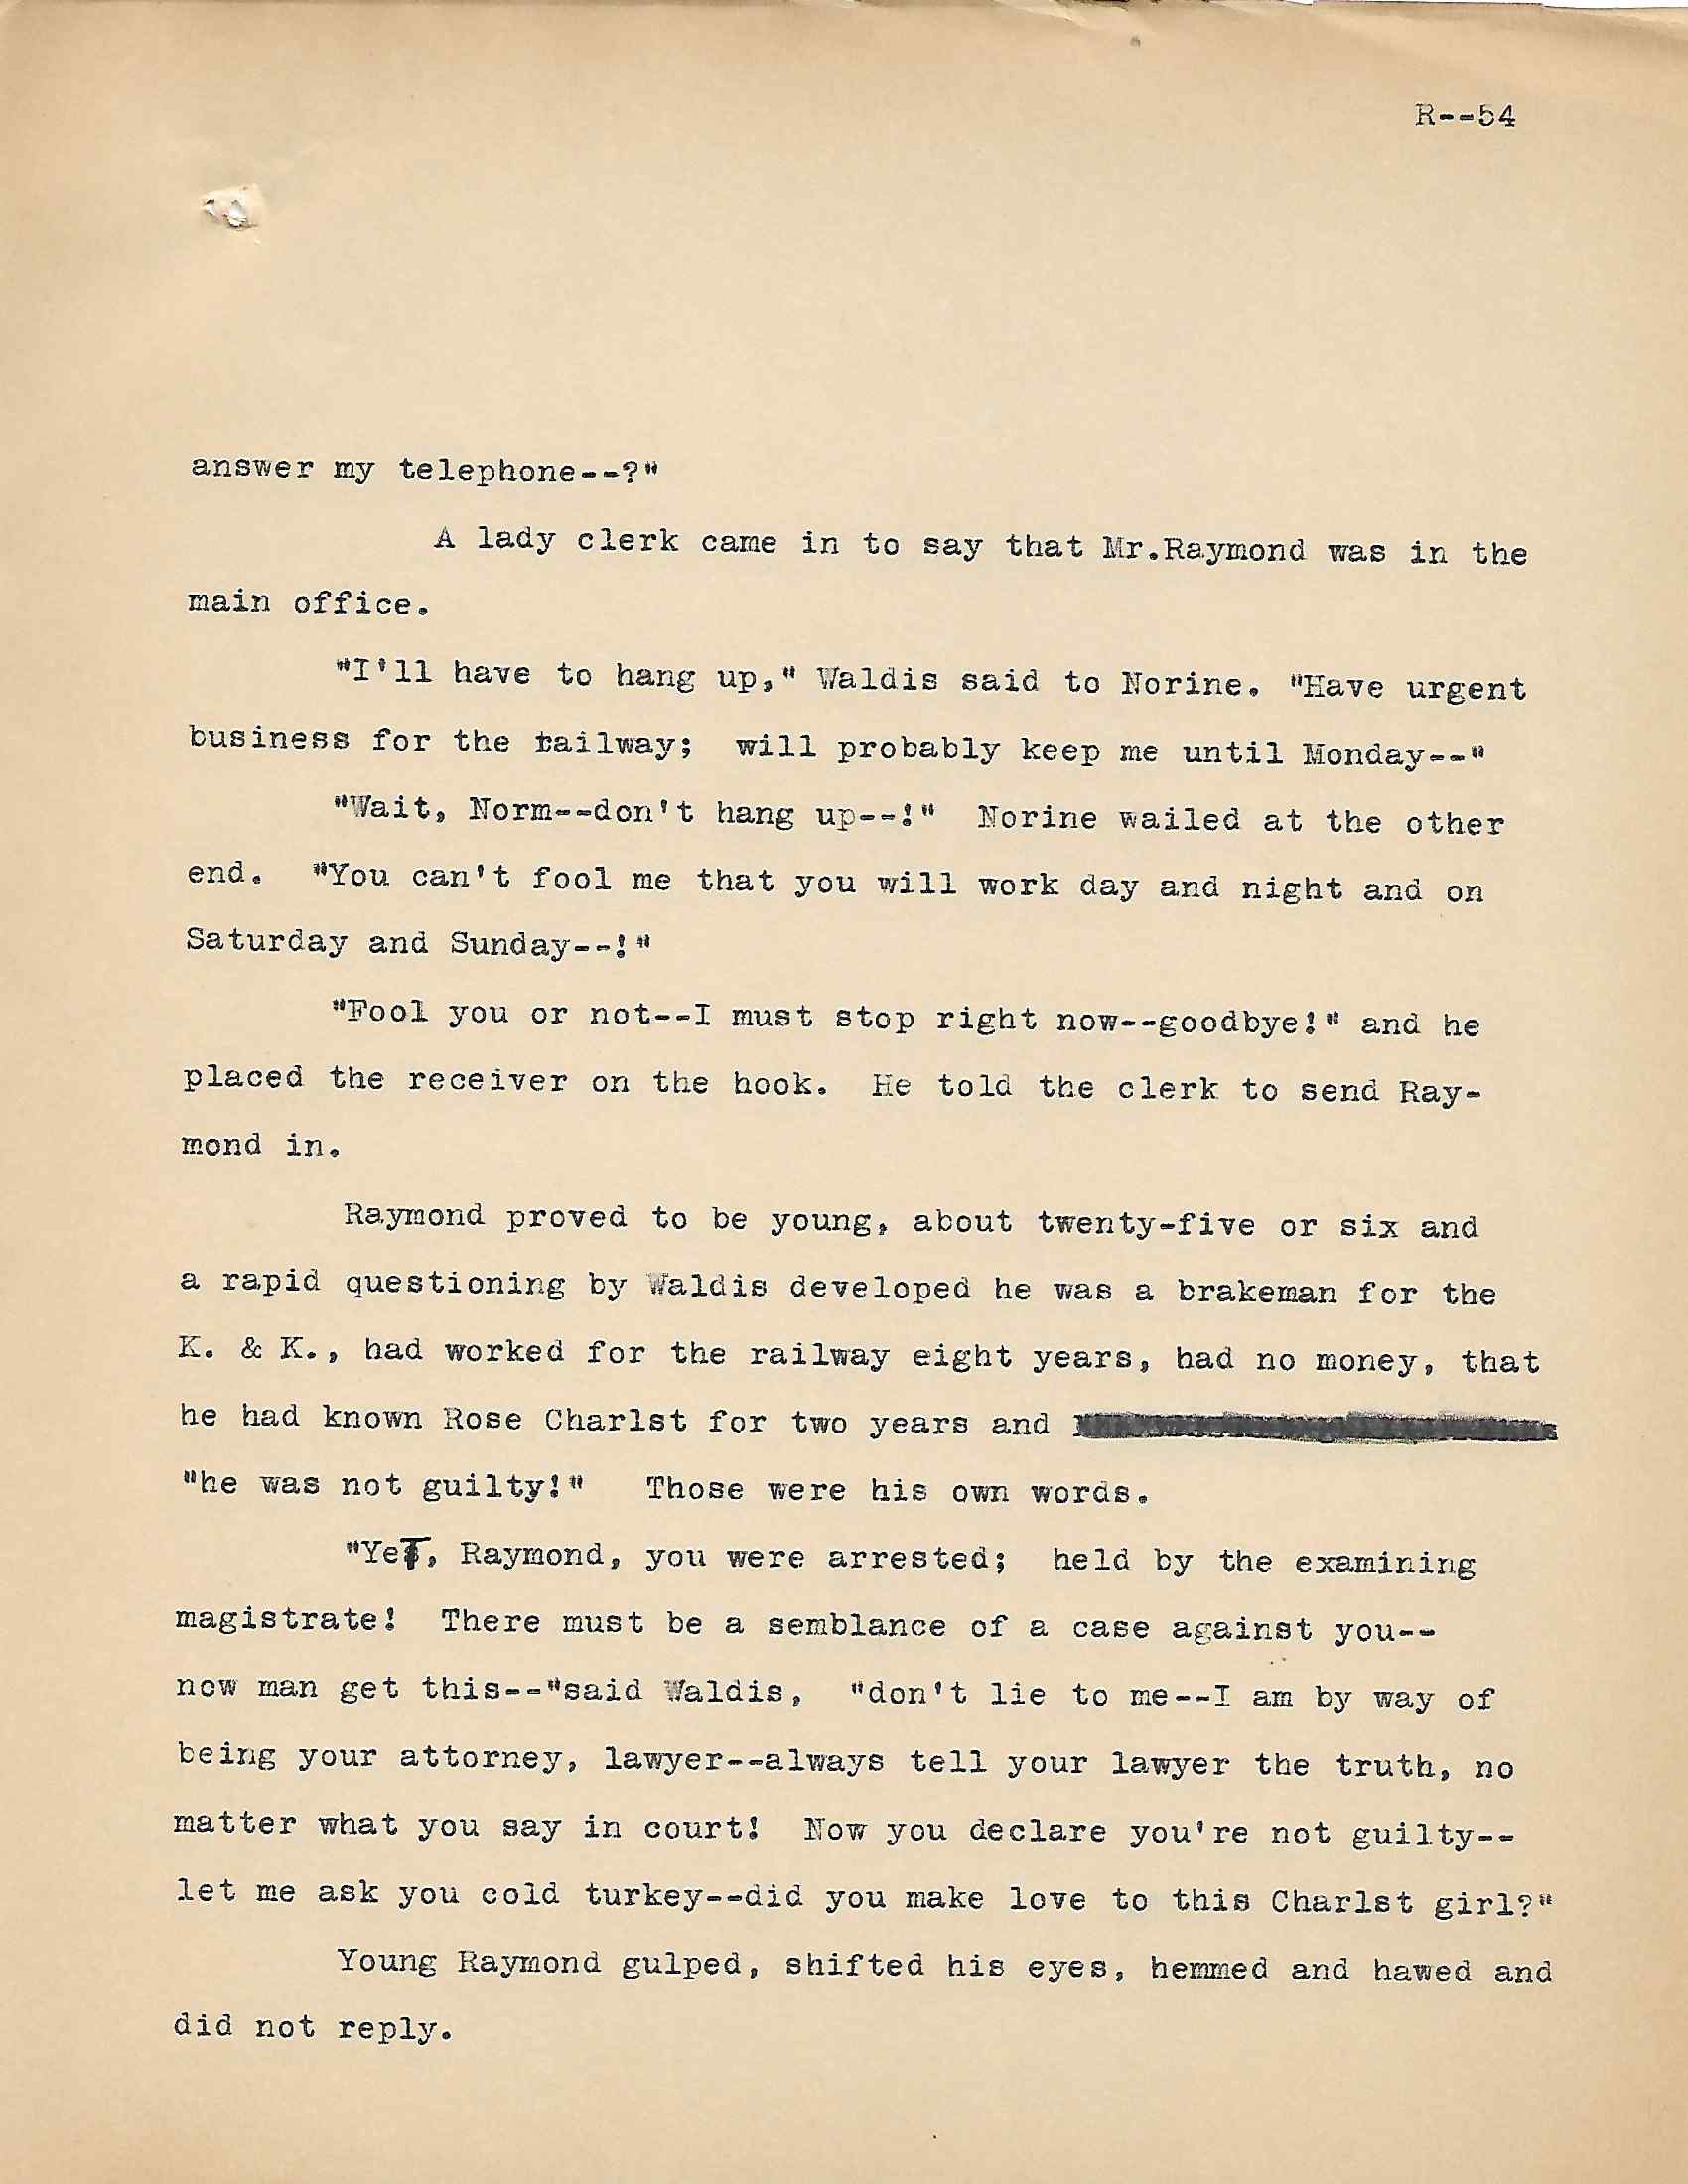 R--54
answer my telephone--?"
A lady clerk came in to say that Mr.Raymond was in the
main office.
"I'll have to hang up," Waldis said to Norine. "Have urgent
business for the railway; will probably keep me until Monday--"
"Wait, Norm--don't hang up--!" Norine wailed at the other
end. "You can't fool me that you will work day and night and on
Saturday and Sunday--!"
"Fool you or not--I must stop right now--goodbye!" and he
placed the receiver on the hook. He told the clerk to send Ray-
mond in.
Raymond proved to be young, about twenty-five or six and
a rapid questioning by Waldis developed he was a brakeman for the
K. & K., had worked for the railway eight years, had no money, that
he had known Rose Charlst for two years and
"he was not guilty!" Those were his own words.
"YeT, Raymond, you were arrested; held by the examining
magistrate! There must be a semblance of a case against you--
now man get this--"said Waldis, "don't lie to me--I am by way of
being your attorney, lawyer--always tell your lawyer the truth, no
matter what you say in court! Now you declare you're not guilty--
let me ask you cold turkey--did you make love to this Charlst girl?"
Young Raymond gulped, shifted his eyes, hemmed and hawed and
did not reply.